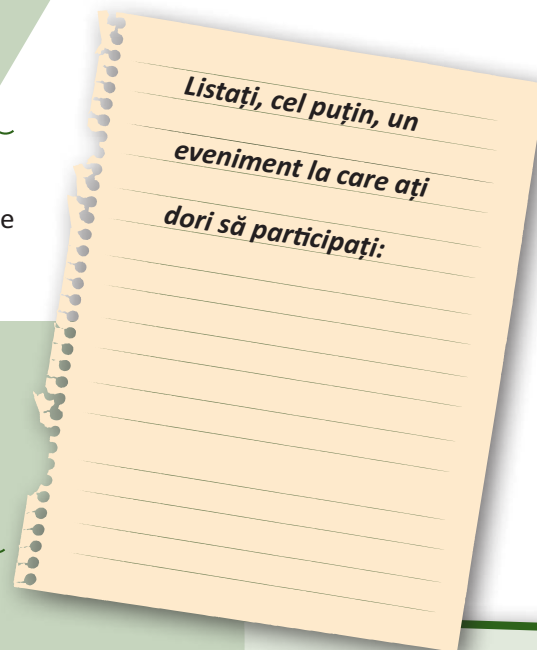 Listați, cel puțin, un
eveniment la care ați
dori să participați:
e